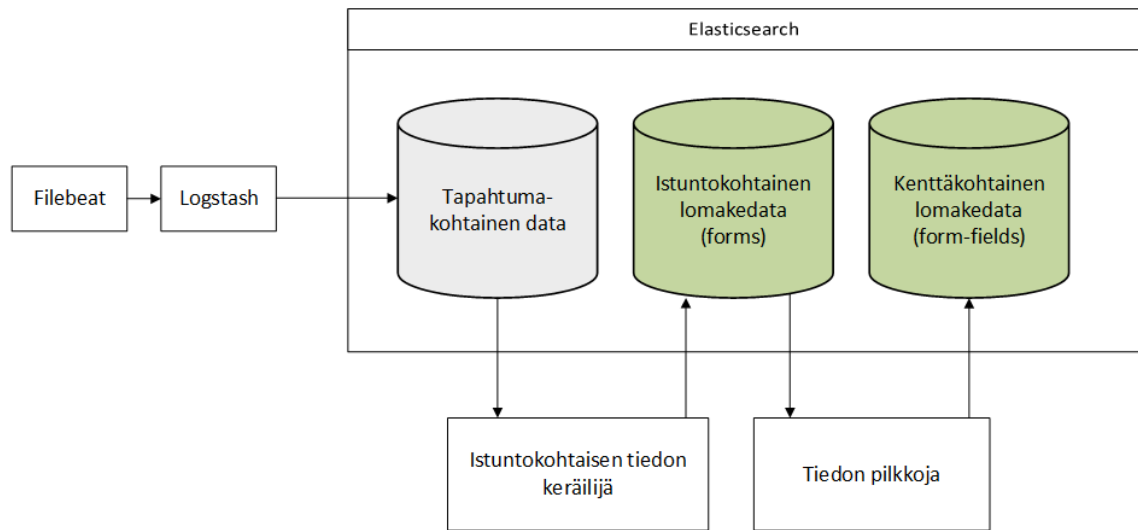 Elasticsearch
Filebeat
Logstash
Tapahtuma-
kohtainen data
Istuntokohtainen
lomakedata
(forms)
Kenttäkohtainen
lomakedata
(form-fields)
Istuntokohtaisen tiedon
keräilijä
Tiedon pilkkoja